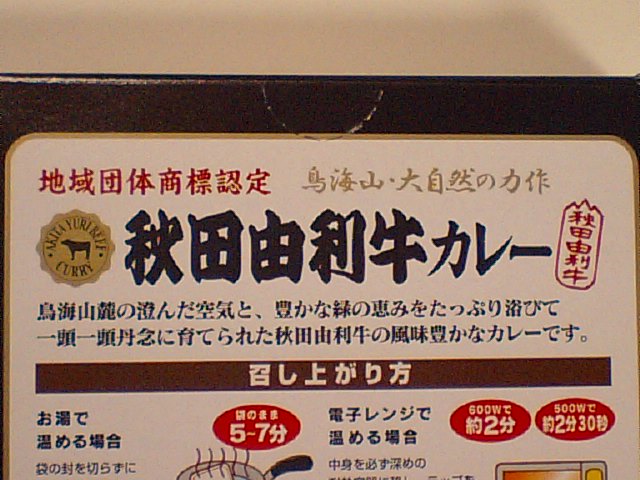 地域団体商標認定
鳥海山・大自然の力作
AKITA YURI BEEF CURRY
秋田由利牛カレー
秋田由利牛
鳥海山麓の澄んだ空気と、豊かな緑の恵みをたっぷり浴びて
一頭一頭丹念に育てられた秋田由利牛の風味豊かなカレーです。
召し上がり方
お湯で
温める場合
袋のまま
5~7分
袋の封を切らずに
電子レンジで
温める場合
600Wで
約2分
500Wで
約2分30秒
中身を必ず深めの